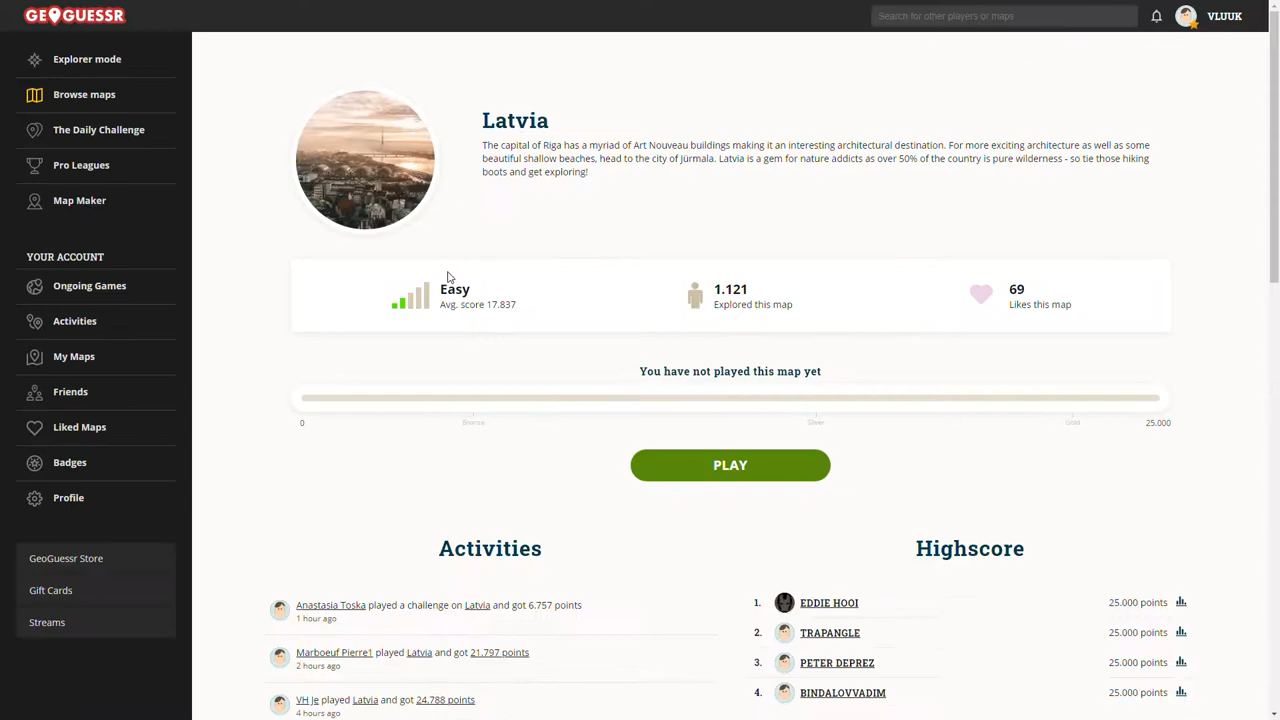 GEOGUESSR
Search for other players or maps
VLUUK
Explorer mode
Browse maps
The Daily Challenge
Pro Leagues
Map Maker
YOUR ACCOUNT
Ongoing Games
Activities
My Maps
Friends
Liked Maps
Badges
Profile
GeoGuessr Store
Gift Cards
Streams
Latvia
The capital of Riga has a myriad of Art Nouveau buildings making it an interesting architectural destination. For more exciting architecture as well as some
beautiful shallow beaches, head to the city of Jūrmala. Latvia is a gem for nature addicts as over 50% of the country is pure wilderness - so tie those hiking
boots and get exploring!
Easy
Avg. score 17.837
1.121
Explored this map
69
Likes this map
You have not played this map yet
0 Bronze Silver Gold 25.000
PLAY
Activities
Anastasia Toska played a challenge on Latvia and got 6.757 points
1 hour ago
Marboeuf Pierre1 played Latvia and got 21.797 points
2 hours ago
VH Je played Latvia and got 24.788 points
4 hours ago
Highscore
1. EDDIE HOOI 25.000 points
2. TRAPANGLE 25.000 points
3. PETER DEPREZ 25.000 points
4. BINDALOVVADIM 25.000 points